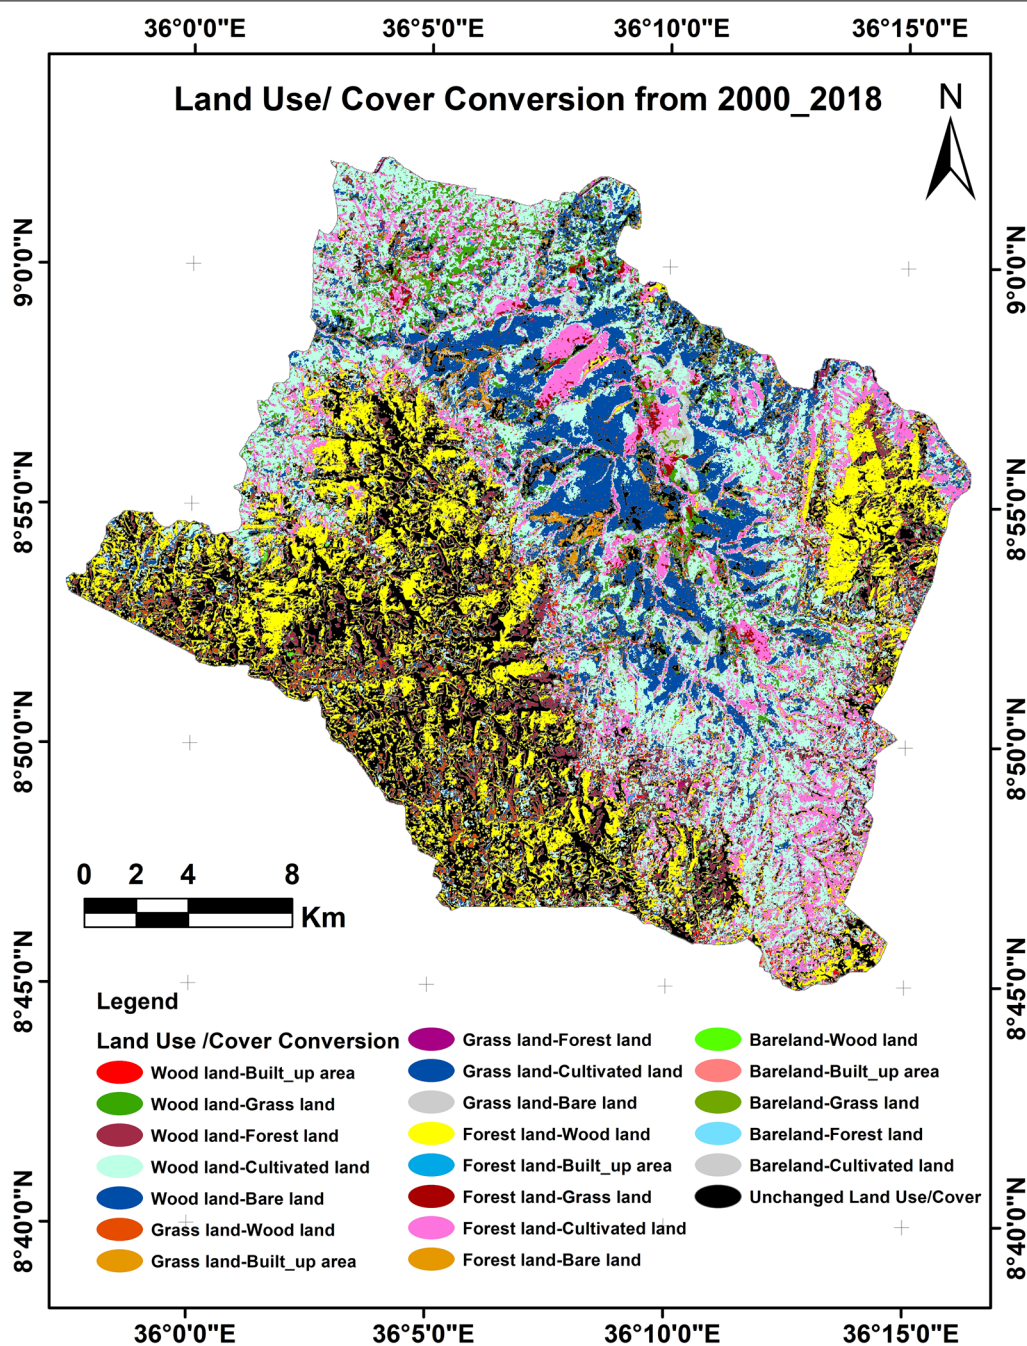 36°0'0"E 36°5'0"E 36°10'0"E 36°15'0"E
Land Use/ Cover Conversion from 2000_2018
N
9°0'0"N
9°0'0"N
8°55'0"N
8°55'0"N
8°50'0"N
8°50'0"N
8°45'0"N
8°45'0"N
8°40'0"N
8°40'0"N
0 2 4 8
Km
Legend
Land Use /Cover Conversion
Wood land-Built_up area
Wood land-Grass land
Wood land-Forest land
Wood land-Cultivated land
Wood land-Bare land
Grass land-Wood land
Grass land-Built_up area
Grass land-Forest land
Grass land-Cultivated land
Grass land-Bare land
Forest land-Wood land
Forest land-Built_up area
Forest land-Grass land
Forest land-Cultivated land
Forest land-Bare land
Bareland-Wood land
Bareland-Built_up area
Bareland-Grass land
Bareland-Forest land
Bareland-Cultivated land
Unchanged Land Use/Cover
36°0'0"E 36°5'0"E 36°10'0"E 36°15'0"E